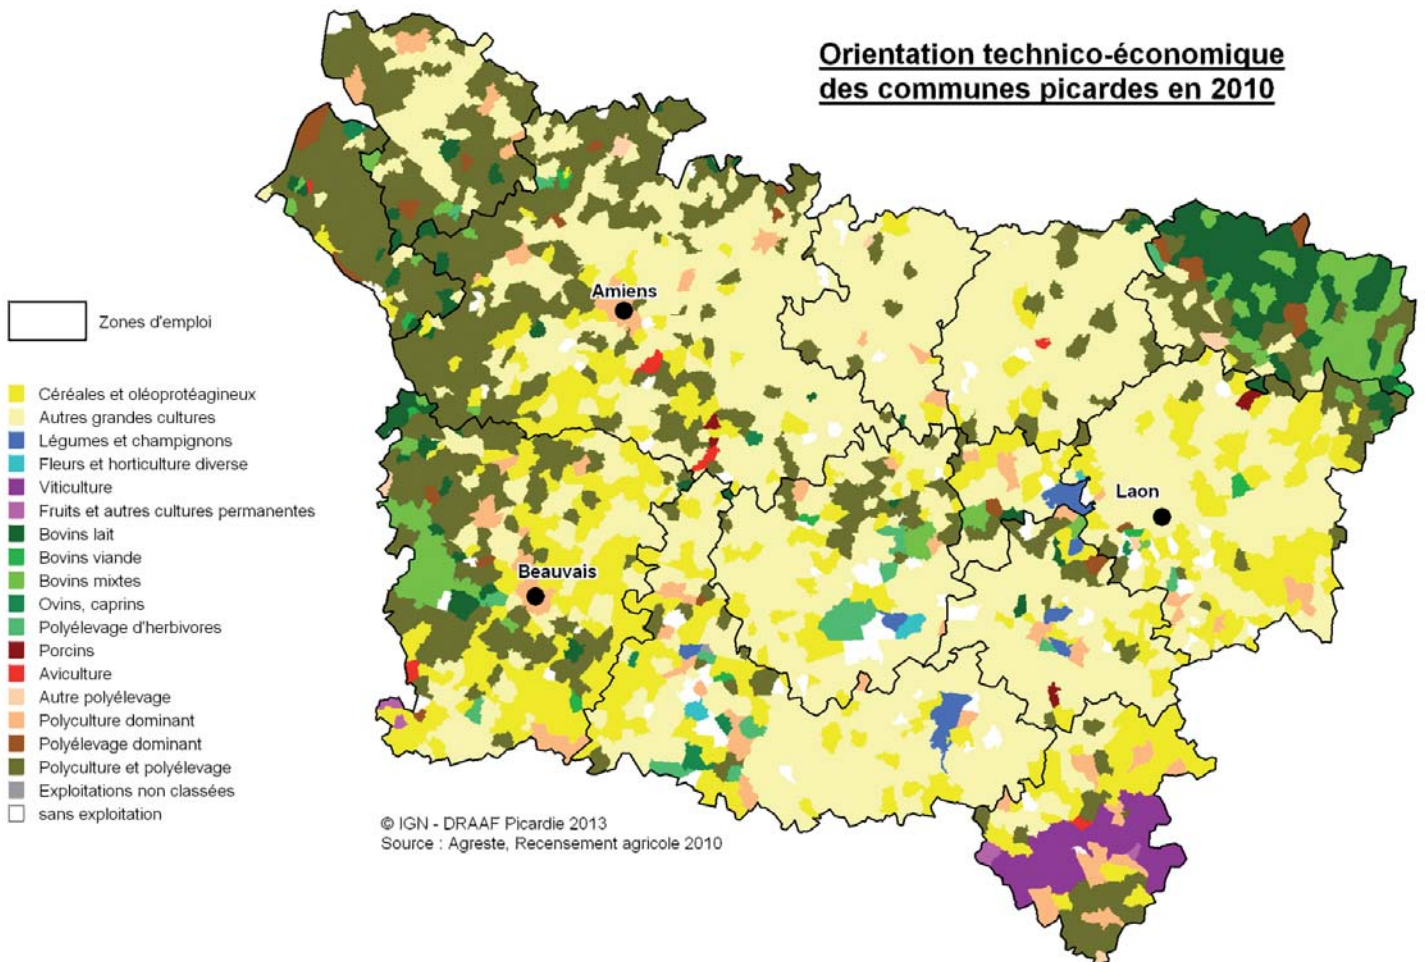 Orientation technico-économique
des communes picardes en 2010
Amiens
Zones d'emploi
Céréales et oléoprotéagineux
Autres grandes cultures
Légumes et champignons
Fleurs et horticulture diverse
Viticulture
Fruits et autres cultures permanentes
Bovins lait
Bovins viande
Bovins mixtes
Ovins, caprins
Polyélevage d'herbivores
Porcins
Aviculture
Autre polyélevage
Polyculture dominant
Polyélevage dominant
Polyculture et polyélevage
Exploitations non classées
sans exploitation
Laon
Beauvais
© IGN - DRAAF Picardie 2013
Source : Agreste, Recensement agricole 2010